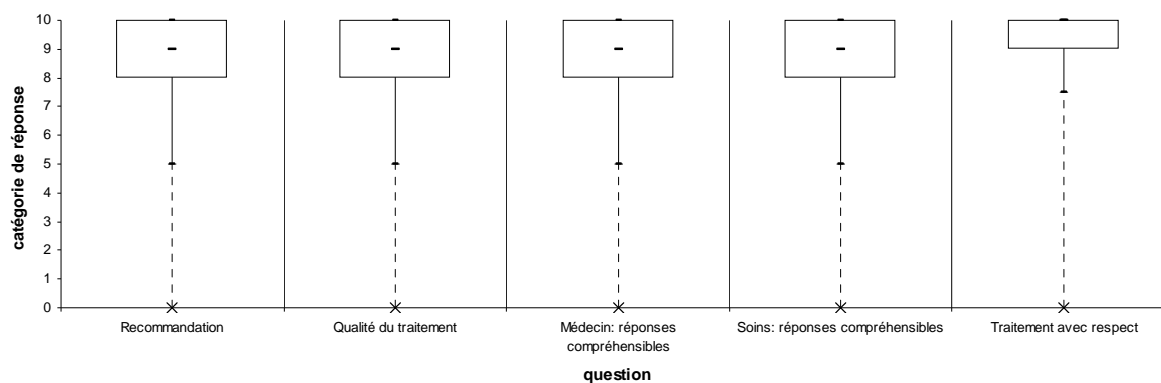 catégorie de réponse
10
9
8
7
6
5
4
3
2
1
0
Recommandation
Qualité du traitement
Médecin: réponses
compréhensibles
Soins: réponses compréhensibles
Traitement avec respect
question